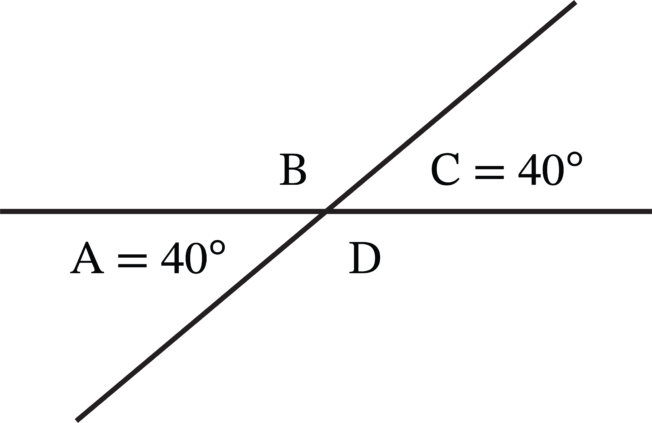 B
C = 40°
A = 40°
D